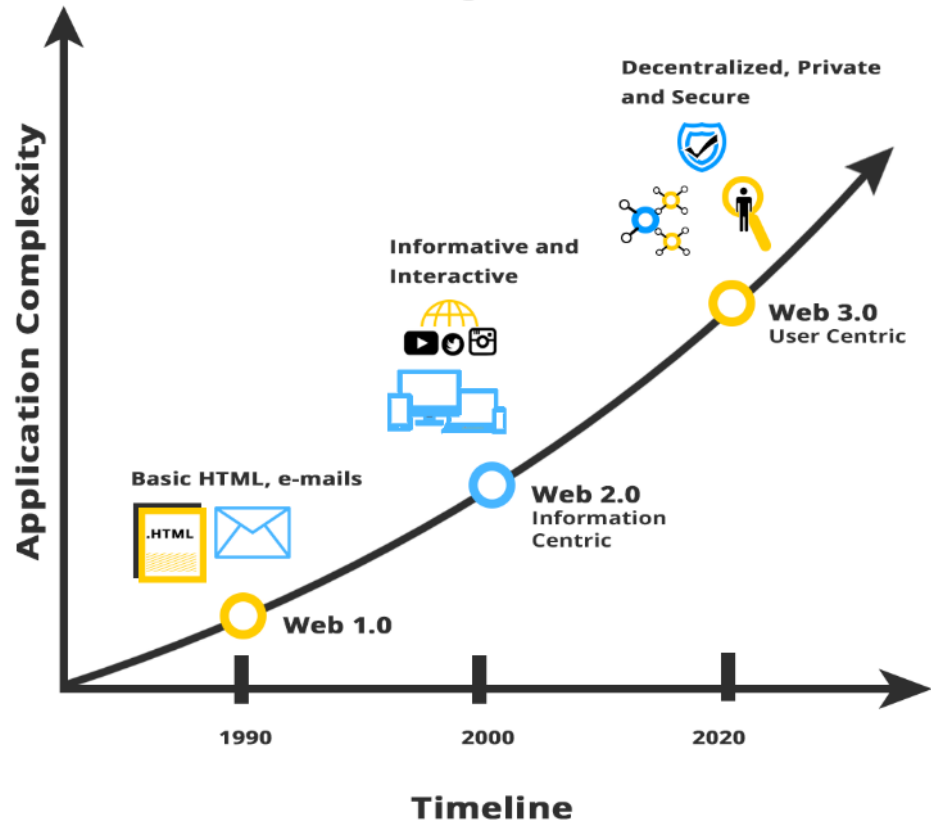 Decentralized, Private
and Secure
Application Complexity
Informative and
Interactive
Web 3.0
User Centric
Basic HTML, e-mails
.HTML
Web 2.0
Information
Centric
Web 1.0
1990
2000
2020
Timeline